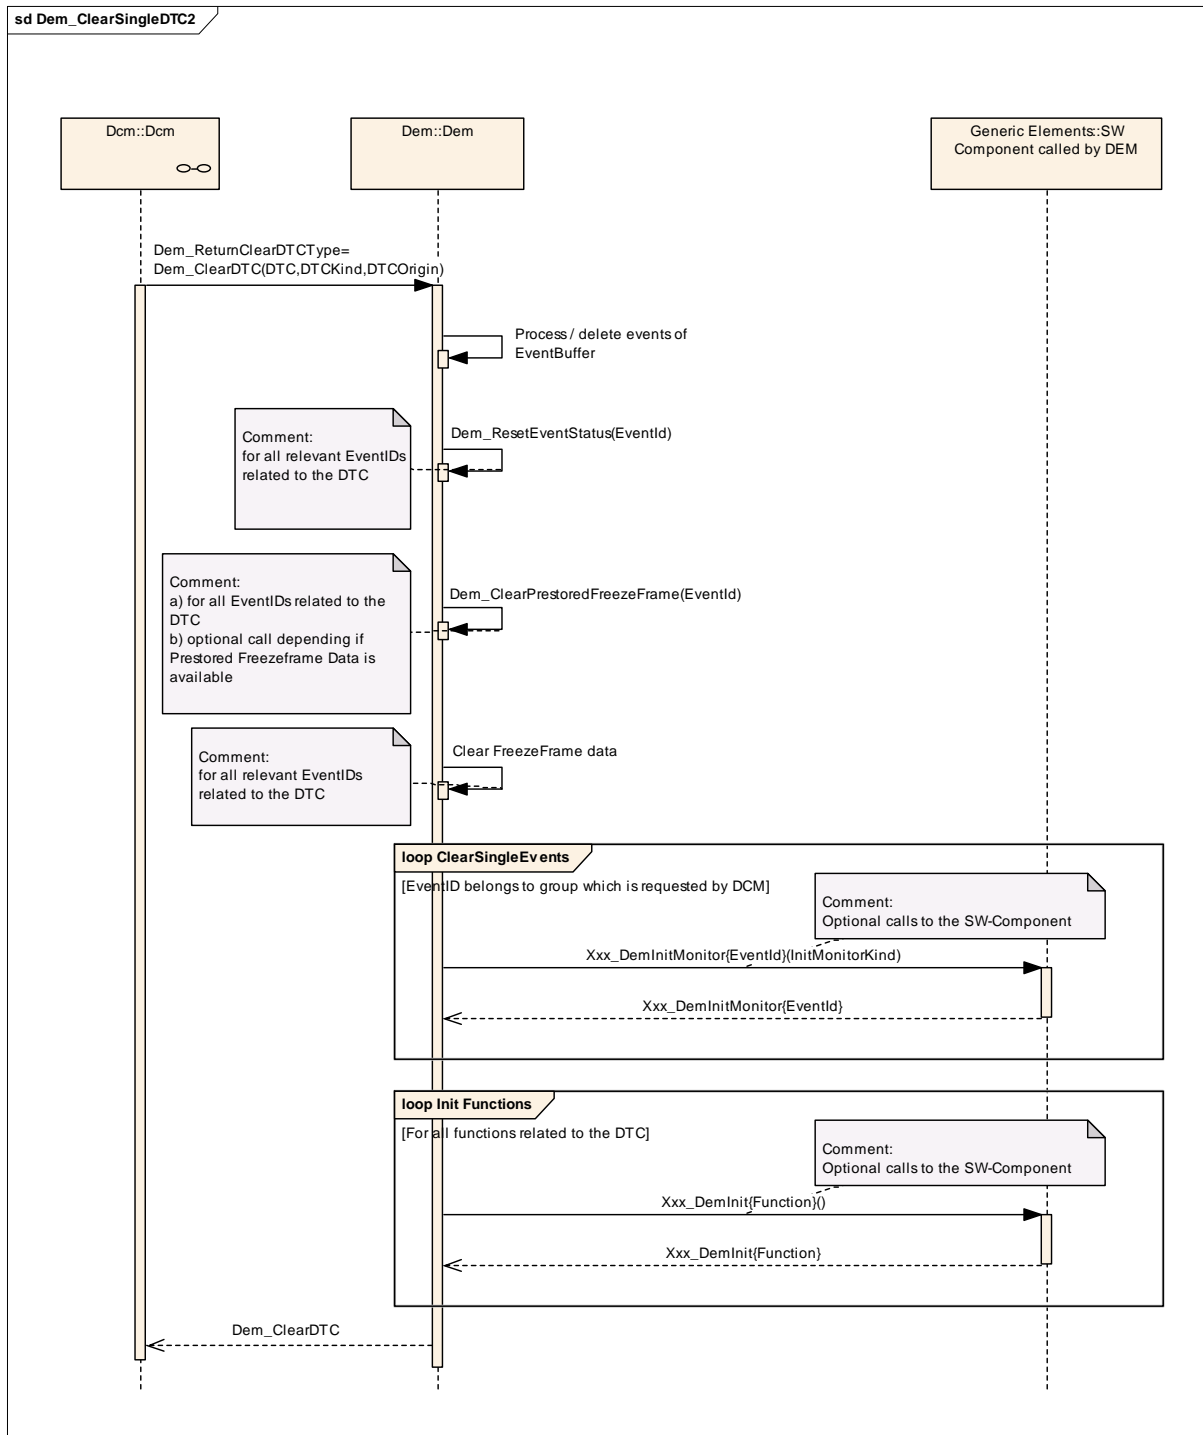 sd Dem_ClearSingleDTC2
Dcm::Dcm
Dem::Dem
Generic Elements::SW
Component called by DEM
Dem_ReturnClearDTCType=
Dem_ClearDTC(DTC,DTCKind,DTCOrigin)
Process / delete events of
EventBuffer
Comment:
for all relevant EventIDs
related to the DTC
Dem_ResetEventStatus(EventId)
Comment:
a) for all EventIDs related to the
DTC
b) optional call depending if
Prestored Freezeframe Data is
available
Dem_ClearPrestoredFreezeFrame(EventId)
Comment:
for all relevant EventIDs
related to the DTC
Clear FreezeFrame data
loop ClearSingleEvents
[EventID belongs to group which is requested by DCM]
Comment:
Optional calls to the SW-Component
Xxx_DemInitMonitor{EventId}(InitMonitorKind)
Xxx_DemInitMonitor{EventId}
loop Init Functions
[For all functions related to the DTC]
Comment:
Optional calls to the SW-Component
Xxx_DemInit{Function}()
Xxx_DemInit{Function}
Dem_ClearDTC